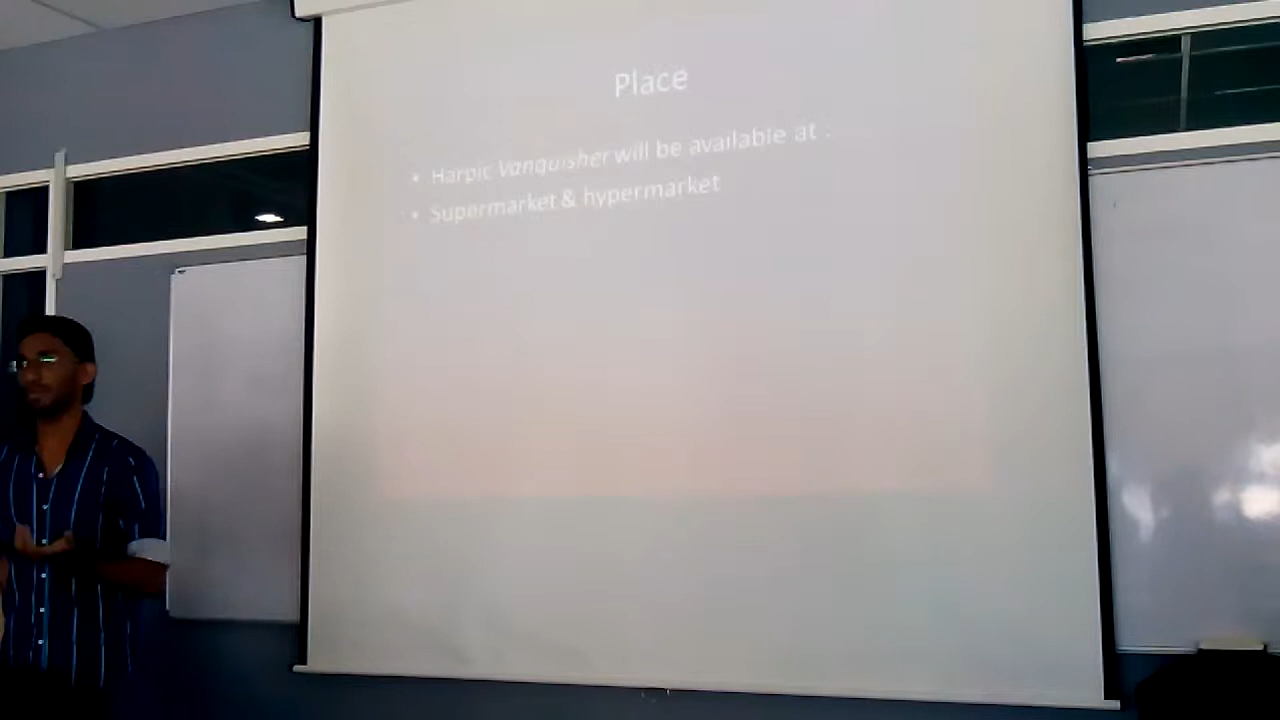 Place
• Harpic Vanquisher will be available at .
• Supermarket & hypermarket